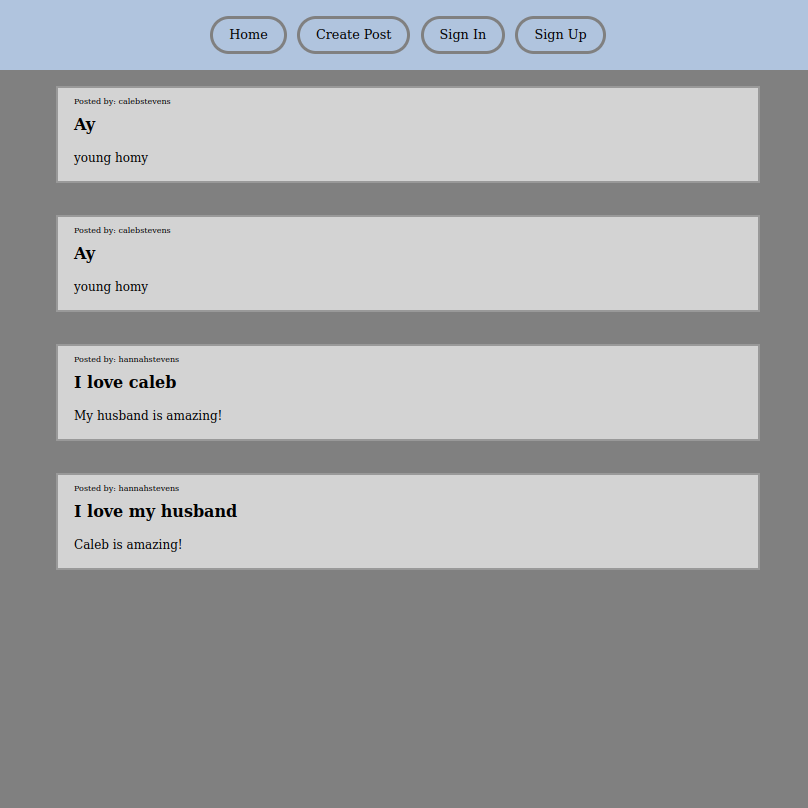 Home Create Post Sign In Sign Up
Posted by: calebstevens
Ay
young homy
Posted by: calebstevens
Ay
young homy
Posted by: hannahstevens
I love caleb
My husband is amazing!
Posted by: hannahstevens
I love my husband
Caleb is amazing!